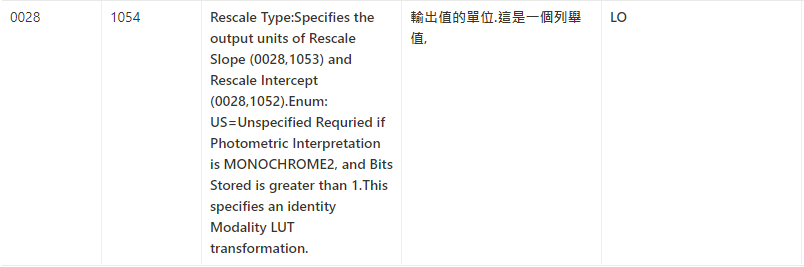 0028 1054 Rescale Type:Specifies the 輸出值的單位.這是一個列舉 LO
output units of Rescale 值,
Slope (0028,1053) and
Rescale Intercept
(0028,1052).Enum:
US=Unspecified Requried if
Photometric Interpretation
is MONOCHROME2, and Bits
Stored is greater than 1.This
specifies an identity
Modality LUT
transformation.